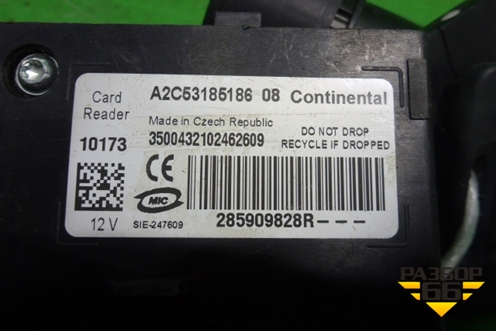 Card Reader
A2C53185186 08 Continental
Made in Czech Republic
10173
3500432102462609
DO NOT DROP
RECYCLE IF DROPPED
CE
MIC
12 V
SIE-247609
285909828R---
РАЗБОР
66